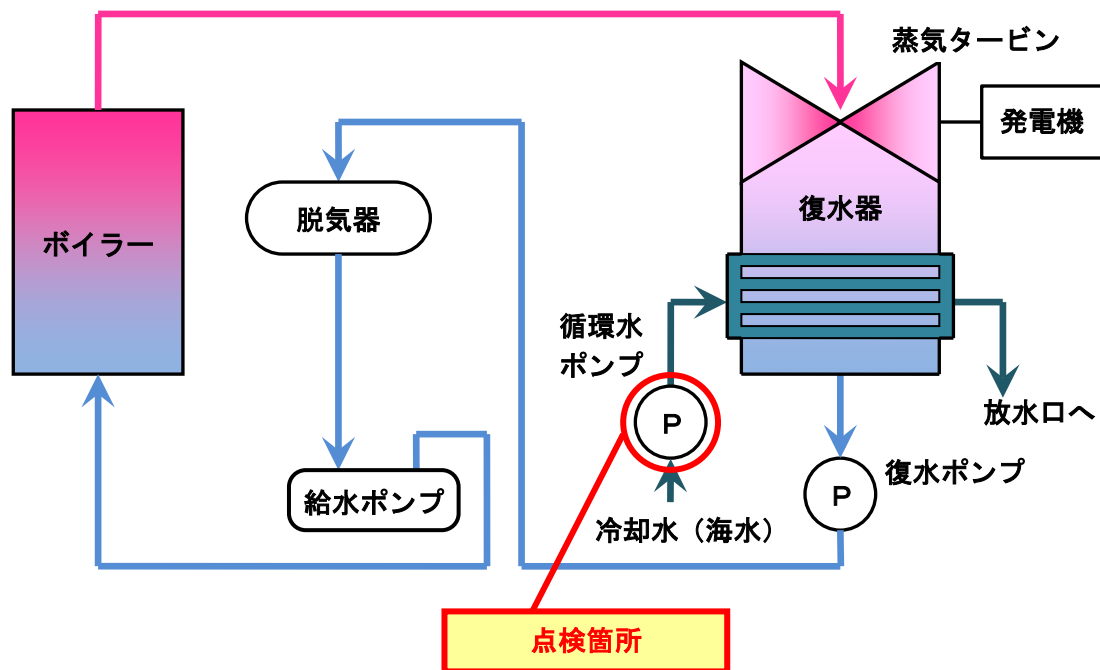 蒸気タービン
発電機
脱気器
復水器
ボイラー
循環水
ポンプ
P
放水口へ
復水ポンプ
P
給水ポンプ
冷却水（海水）
点検箇所